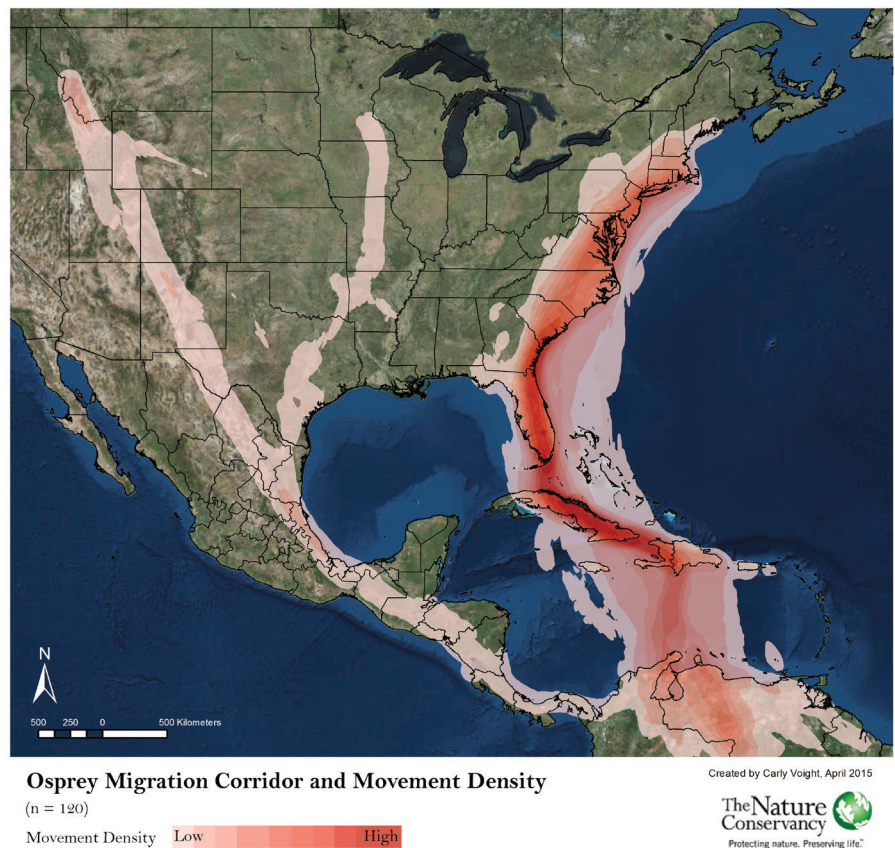 N
500 250 0 500 Kilometers
Osprey Migration Corridor and Movement Density
(n = 120)
Movement Density Low High
Created by Carly Voight, April 2015
The Nature
Conservancy
Protecting nature. Preserving life.™